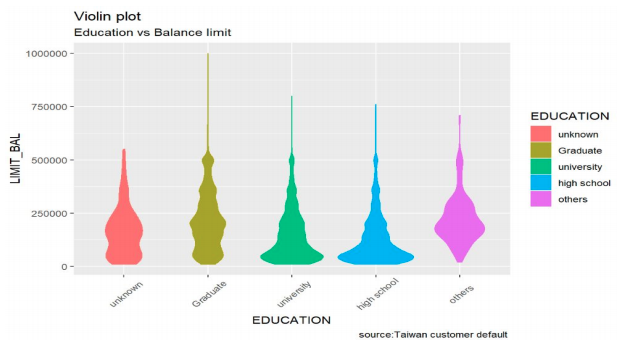 Violin plot
Education vs Balance limit
LIMIT_BAL
1000000
750000
500000
250000
0
unknown
Graduate
university
high school
others
EDUCATION
EDUCATION
unknown
Graduate
university
high school
others
source:Taiwan customer default